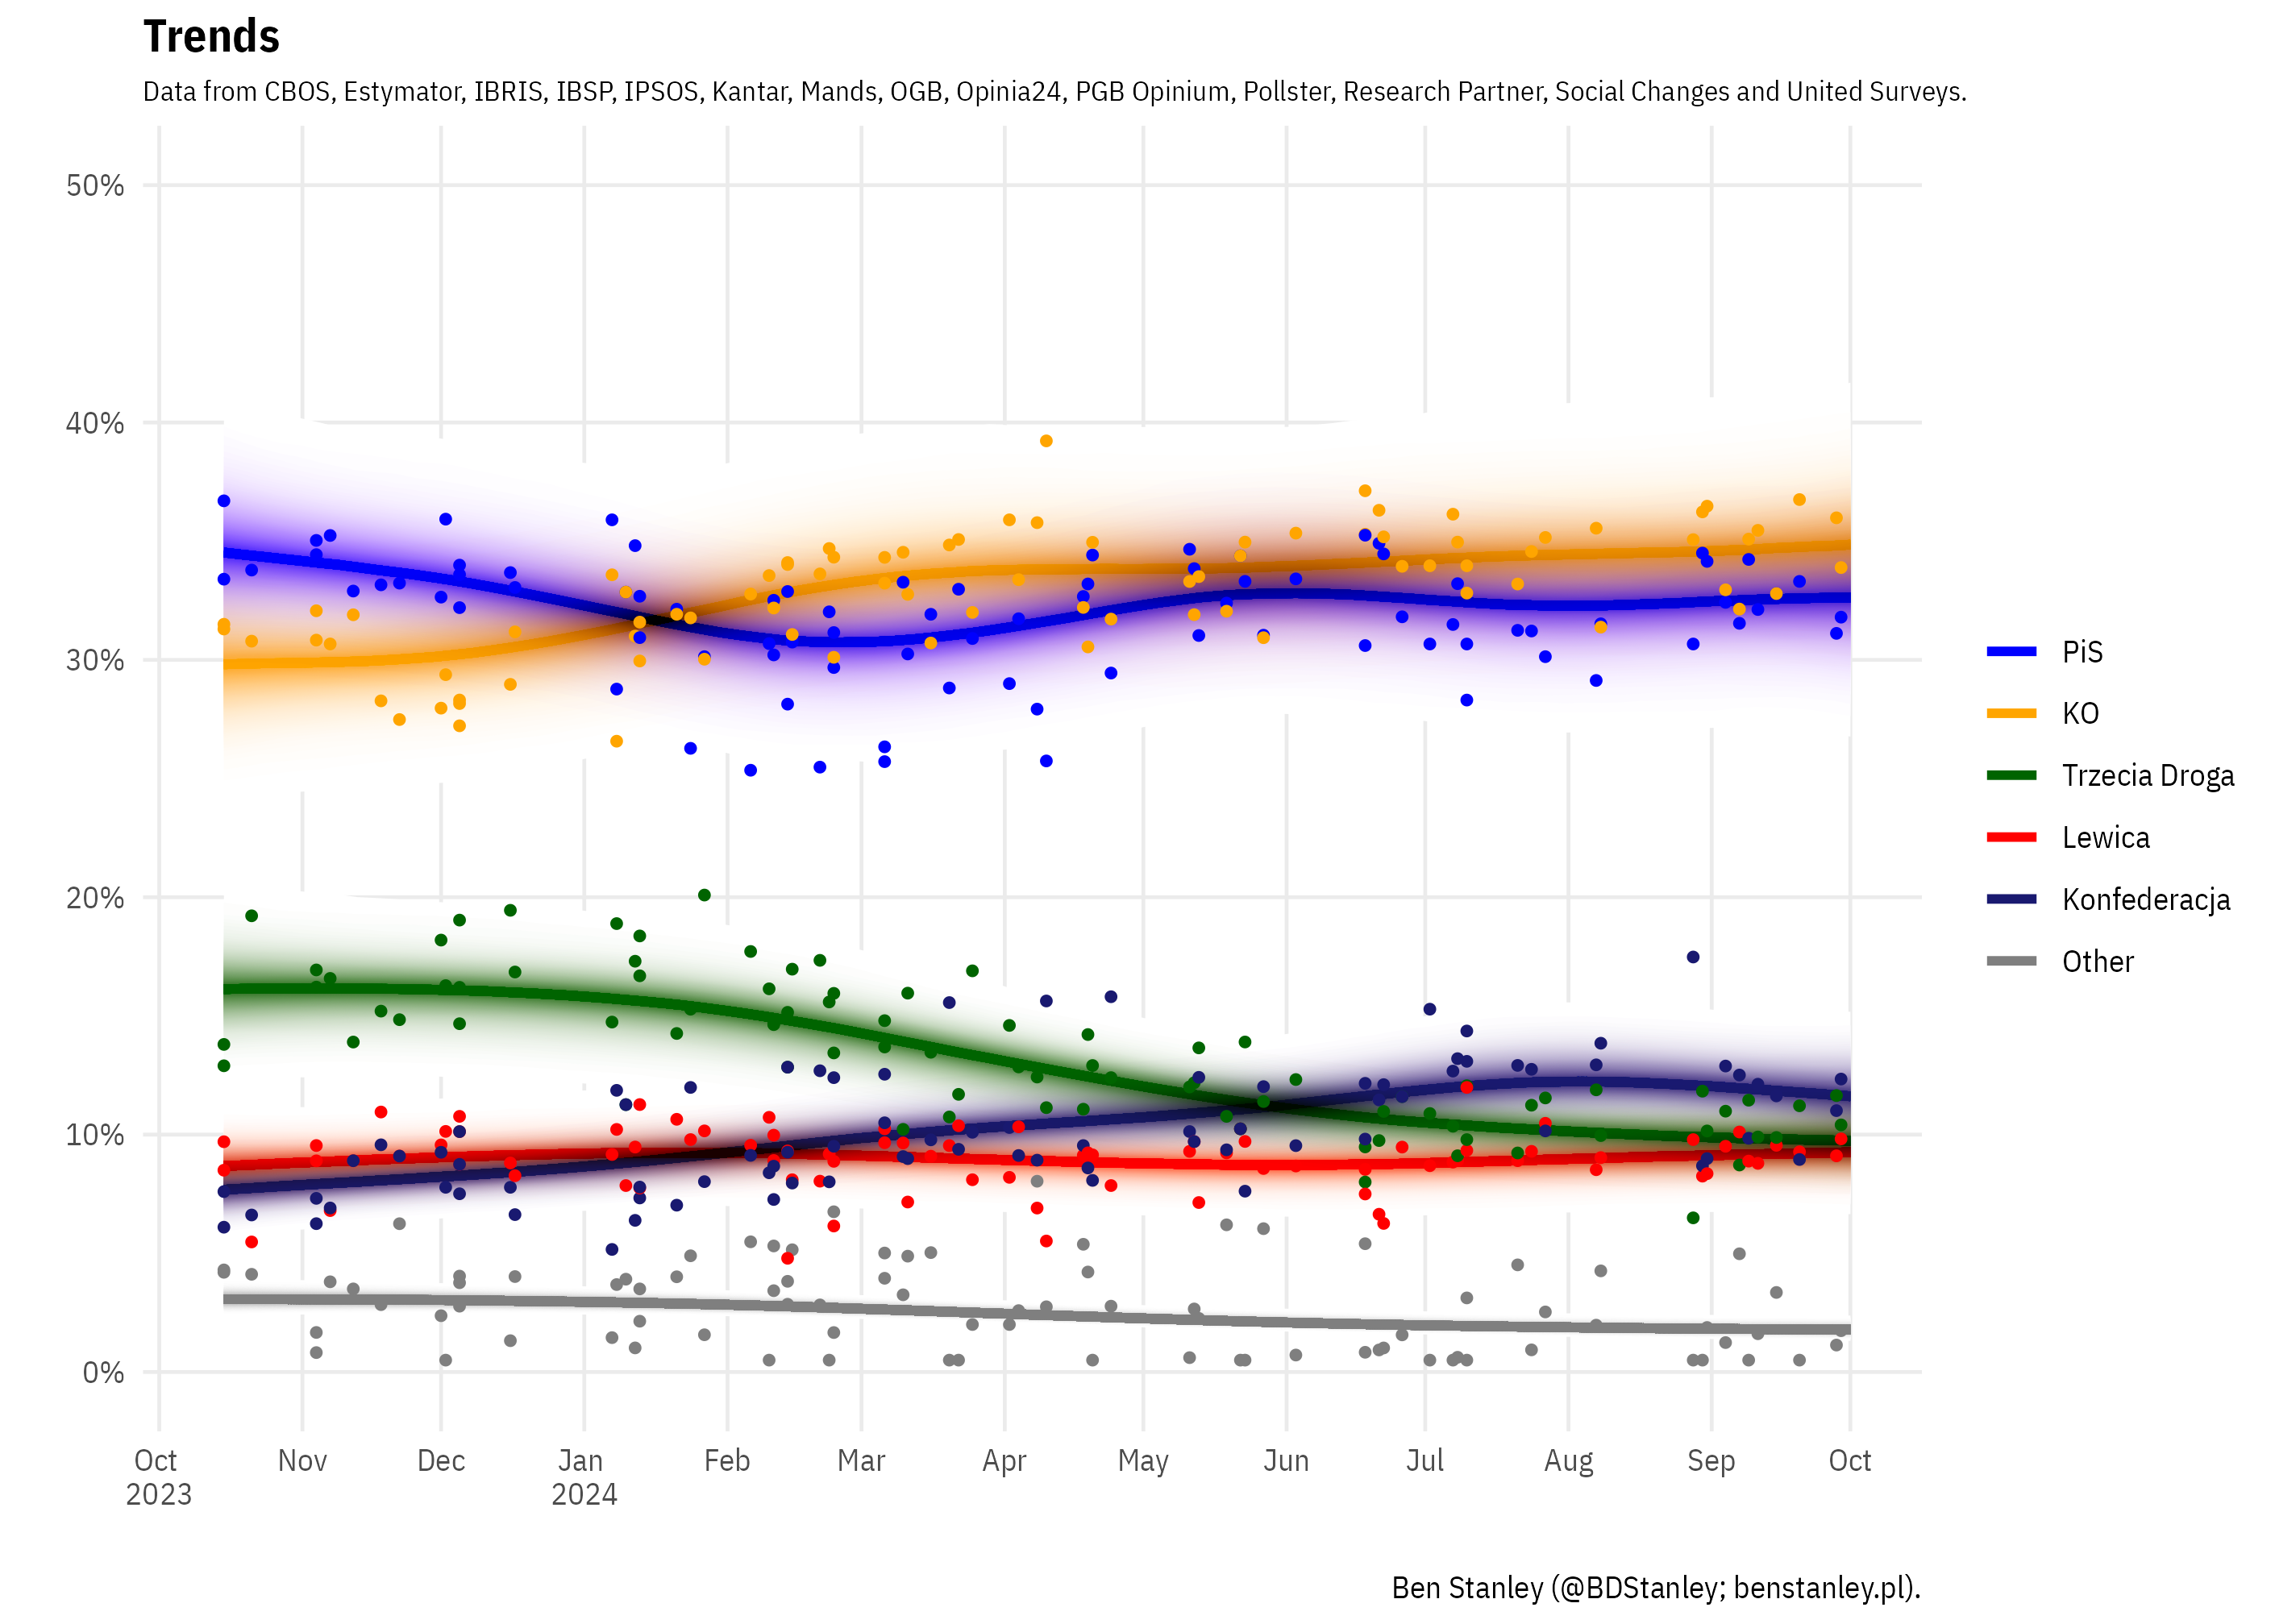 Trends
Data from CBOS, Estymator, IBRIS, IBSP, IPSOS, Kantar, Mands, OGB, Opinia24, PGB Opinium, Pollster, Research Partner, Social Changes and United Surveys.
50%
40%
30%
20%
10%
0%
Oct Nov Dec Jan Feb Mar Apr May Jun Jul Aug Sep Oct
2023 2024
PiS
KO
Trzecia Droga
Lewica
Konfederacja
Other
Ben Stanley (@BDStanley; benstanley.pl).